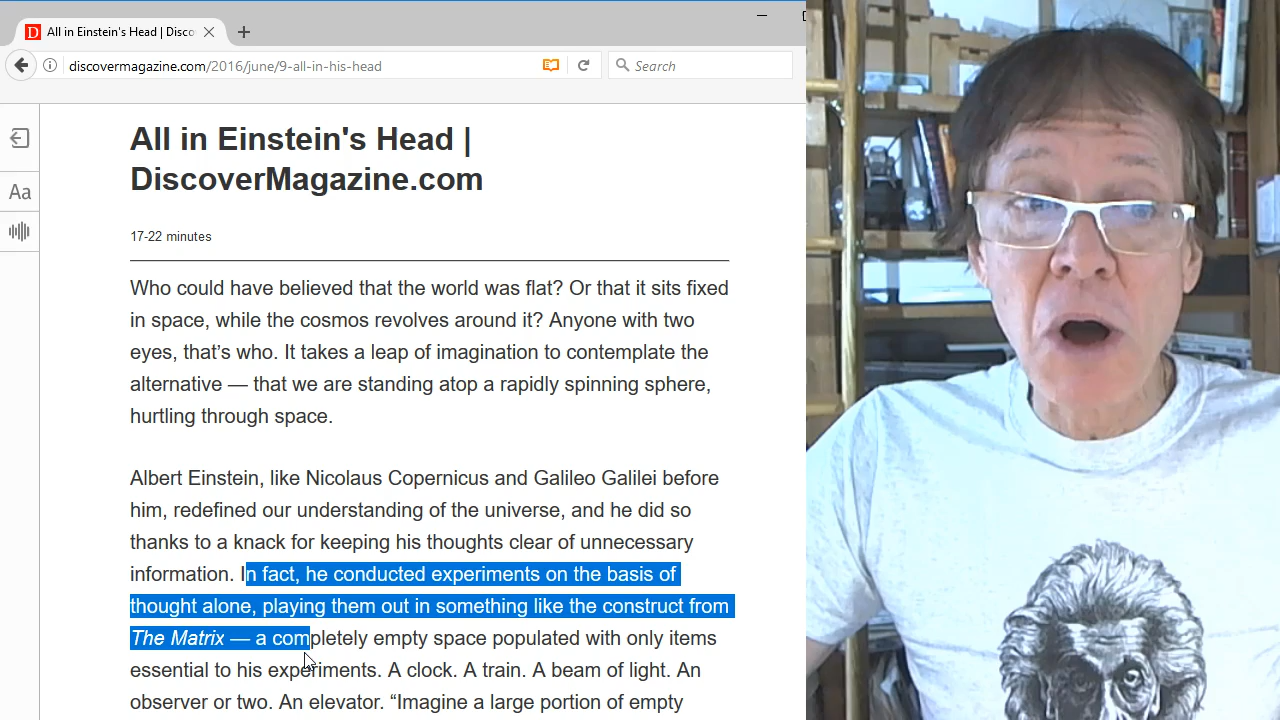 All in Einstein's Head | Disco
discovermagazine.com/2016/june/9-all-in-his-head
Search
Aa
All in Einstein's Head |
DiscoverMagazine.com
17-22 minutes
Who could have believed that the world was flat? Or that it sits fixed
in space, while the cosmos revolves around it? Anyone with two
eyes, that’s who. It takes a leap of imagination to contemplate the
alternative — that we are standing atop a rapidly spinning sphere,
hurtling through space.
Albert Einstein, like Nicolaus Copernicus and Galileo Galilei before
him, redefined our understanding of the universe, and he did so
thanks to a knack for keeping his thoughts clear of unnecessary
information. In fact, he conducted experiments on the basis of
thought alone, playing them out in something like the construct from
The Matrix — a completely empty space populated with only items
essential to his experiments. A clock. A train. A beam of light. An
observer or two. An elevator. “Imagine a large portion of empty